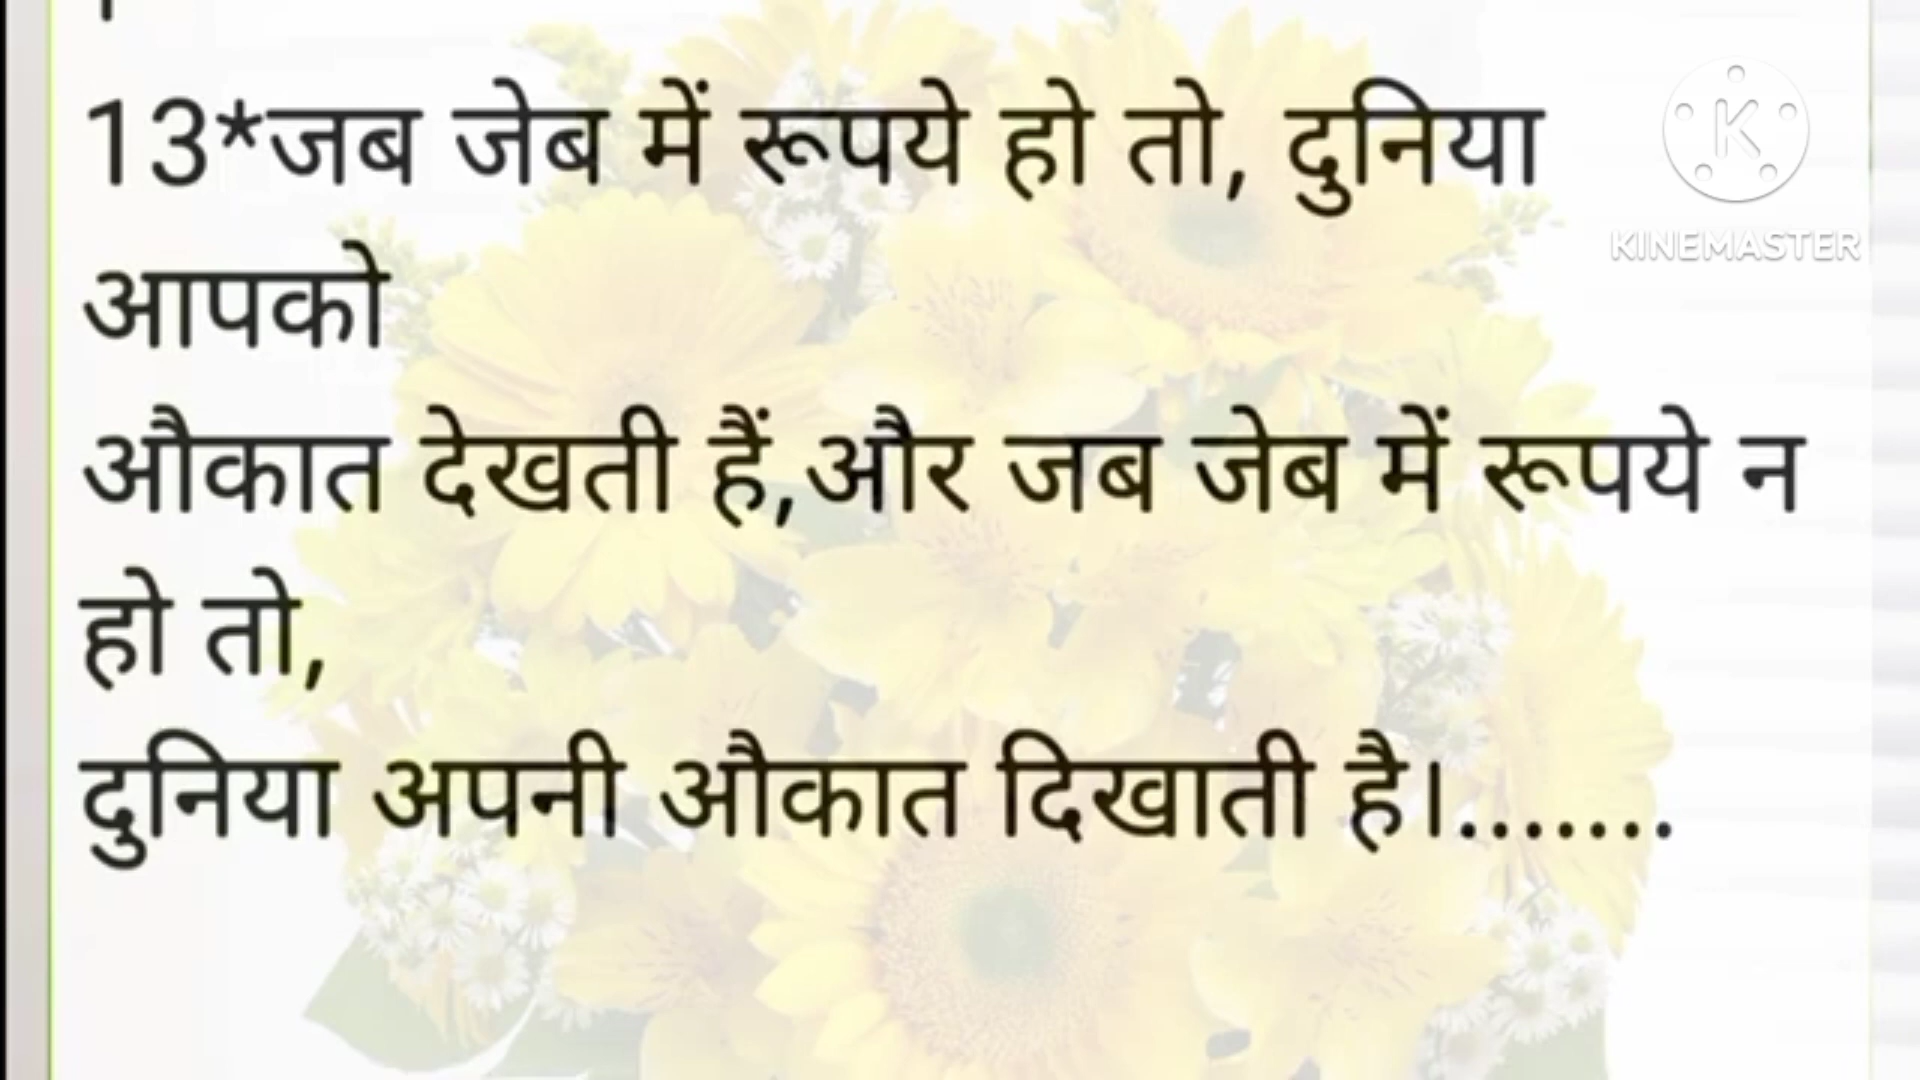 13*जब जेब में रूपये हो तो, दुनिया
आपको
औकात देखती हैं,और जब जेब में रूपये न
हो तो,
दुनिया अपनी औकात दिखाती है।.......
K
KINEMASTER